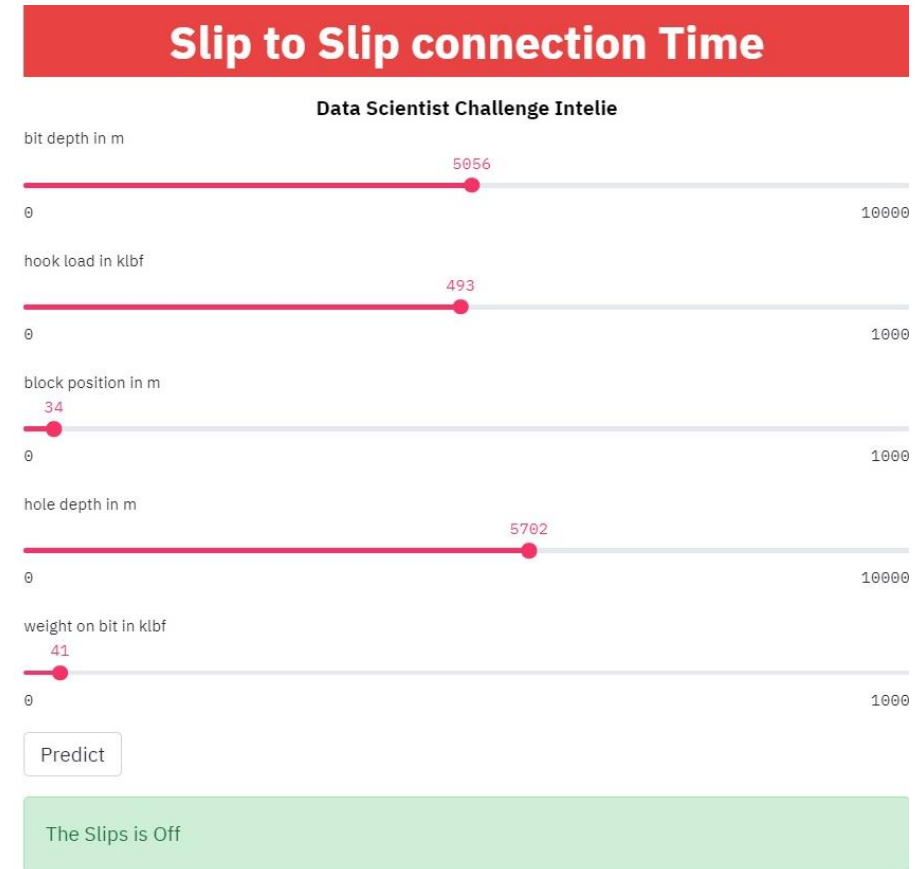 Slip to Slip connection Time
Data Scientist Challenge Intelie
bit depth in m
5056
0 10000
hook load in klbf
493
0 1000
block position in m
34
0 1000
hole depth in m
5702
0 10000
weight on bit in klbf
41
0 1000
Predict
The Slips is Off